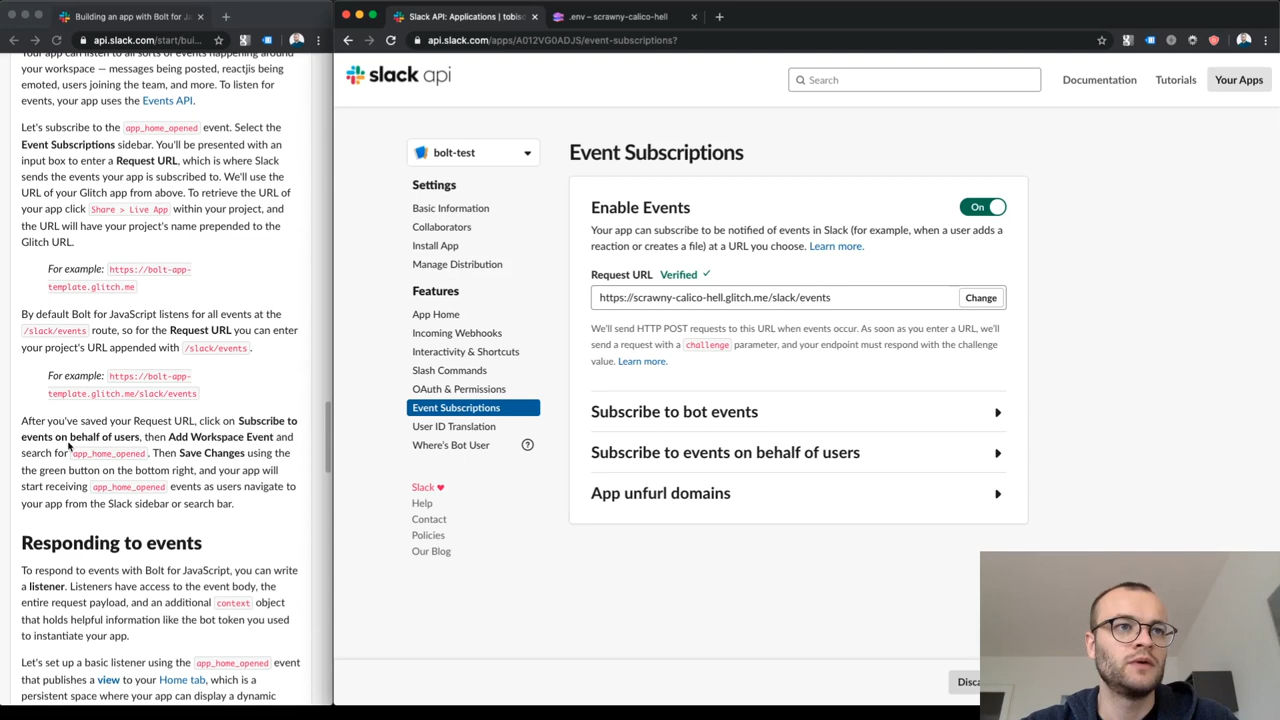 Building an app with Bolt for J
api.slack.com/start/bui...
Your app can listen to all sorts of events happening around
your workspace — messages being posted, reactjis being
emoted, users joining the team, and more. To listen for
events, your app uses the Events API.
Let's subscribe to the app_home_opened event. Select the
Event Subscriptions sidebar. You'll be presented with an
input box to enter a Request URL, which is where Slack
sends the events your app is subscribed to. We'll use the
URL of your Glitch app from above. To retrieve the URL of
your app click Share > Live App within your project, and
the URL will have your project's name prepended to the
Glitch URL.
For example: https://bolt-app-
template.glitch.me
By default Bolt for JavaScript listens for all events at the
/slack/events route, so for the Request URL you can enter
your project's URL appended with /slack/events .
For example: https://bolt-app-
template.glitch.me/slack/events
After you've saved your Request URL, click on Subscribe to
events on behalf of users, then Add Workspace Event and
search for app_home_opened. Then Save Changes using the
the green button on the bottom right, and your app will
start receiving app_home_opened events as users navigate to
your app from the Slack sidebar or search bar.
Responding to events
To respond to events with Bolt for JavaScript, you can write
a listener. Listeners have access to the event body, the
entire request payload, and an additional context object
that holds helpful information like the bot token you used
to instantiate your app.
Let's set up a basic listener using the app_home_opened event
that publishes a view to your Home tab, which is a
persistent space where your app can display a dynamic
Slack API: Applications | tobiso
.env – scrawny-calico-hell
api.slack.com/apps/A012VG0ADJS/event-subscriptions?
slack api
Search
Documentation
Tutorials
Your Apps
bolt-test
Settings
Basic Information
Collaborators
Install App
Manage Distribution
Features
App Home
Incoming Webhooks
Interactivity & Shortcuts
Slash Commands
OAuth & Permissions
Event Subscriptions
User ID Translation
Where's Bot User
?
Slack
Help
Contact
Policies
Our Blog
Event Subscriptions
Enable Events
On
Your app can subscribe to be notified of events in Slack (for example, when a user adds a
reaction or creates a file) at a URL you choose. Learn more.
Request URL Verified
https://scrawny-calico-hell.glitch.me/slack/events
Change
We'll send HTTP POST requests to this URL when events occur. As soon as you enter a URL, we'll
send a request with a challenge parameter, and your endpoint must respond with the challenge
value. Learn more.
Subscribe to bot events
Subscribe to events on behalf of users
App unfurl domains
Disca